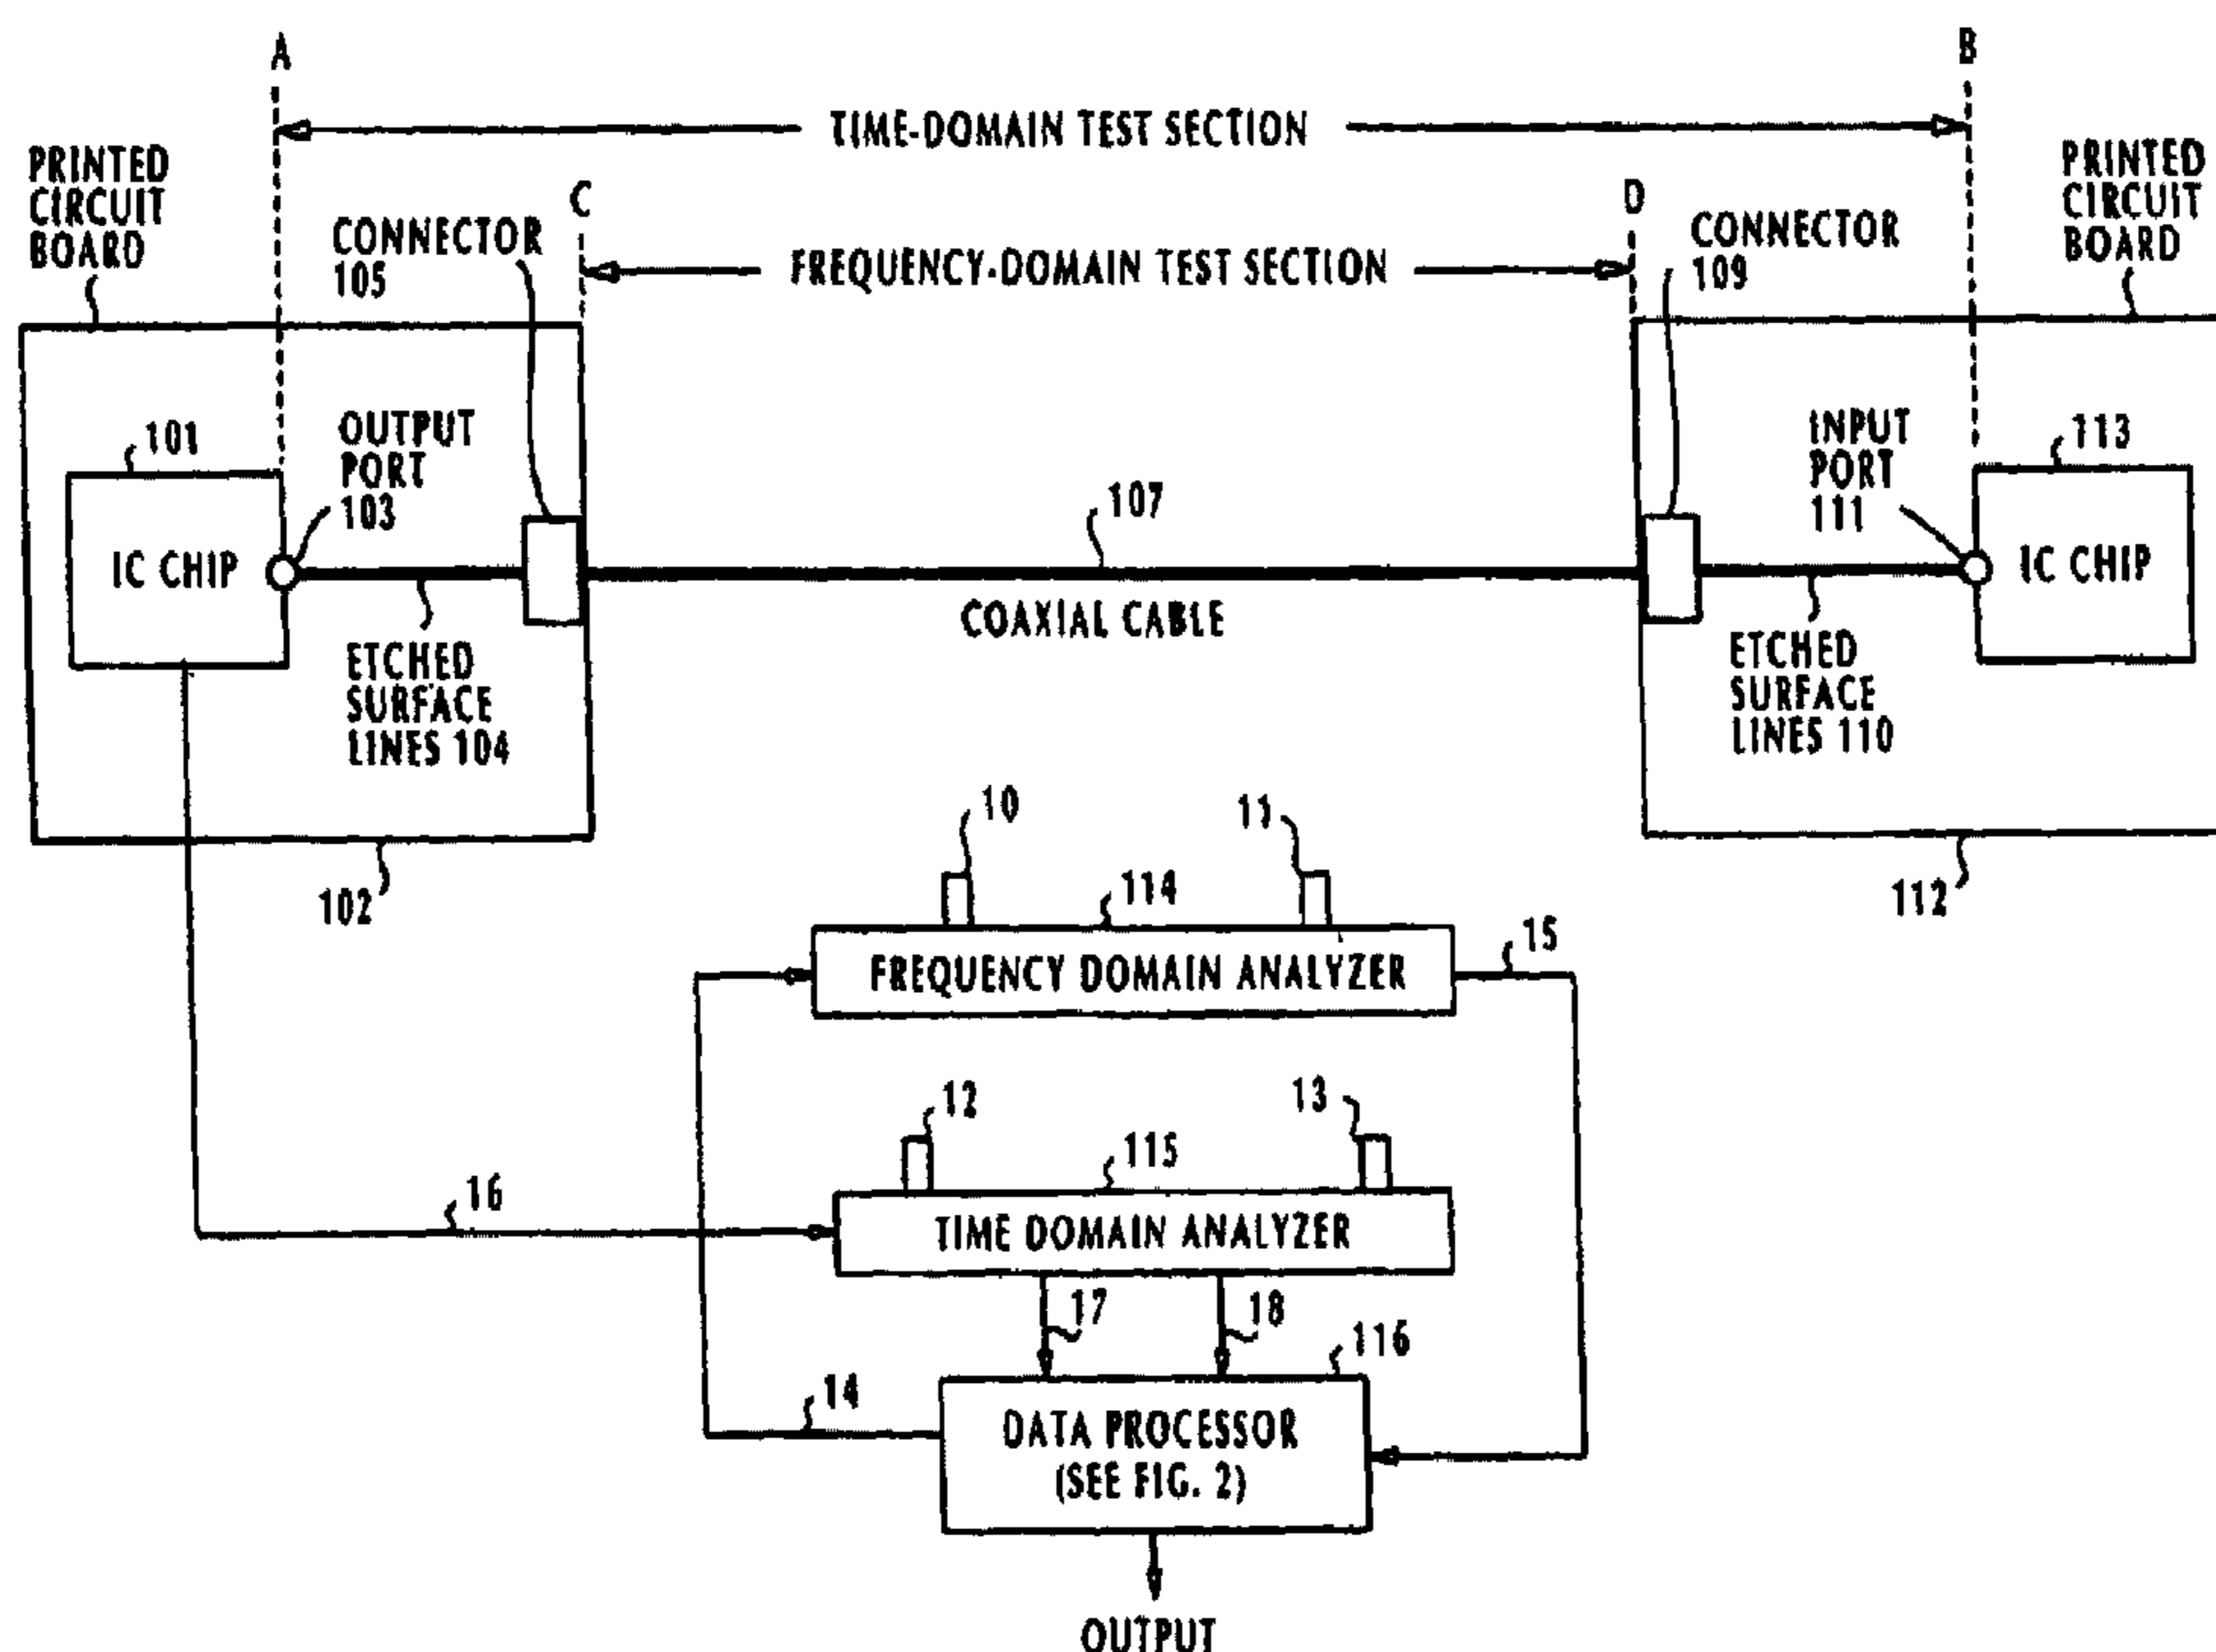 A
B
TIME-DOMAIN TEST SECTION
PRINTED
CIRCUIT
BOARD
C
CONNECTOR
105
FREQUENCY-DOMAIN TEST SECTION
D
CONNECTOR
109
PRINTED
CIRCUIT
BOARD
101
OUTPUT
PORT
103
IC CHIP
107
COAXIAL CABLE
INPUT
PORT
111
113
IC CHIP
ETCHED
SURFACE
LINES 104
ETCHED
SURFACE
LINES 110
102
112
10
11
114
FREQUENCY DOMAIN ANALYZER
15
12
13
115
16
TIME DOMAIN ANALYZER
17
18
116
14
DATA PROCESSOR
(SEE FIG. 2)
OUTPUT